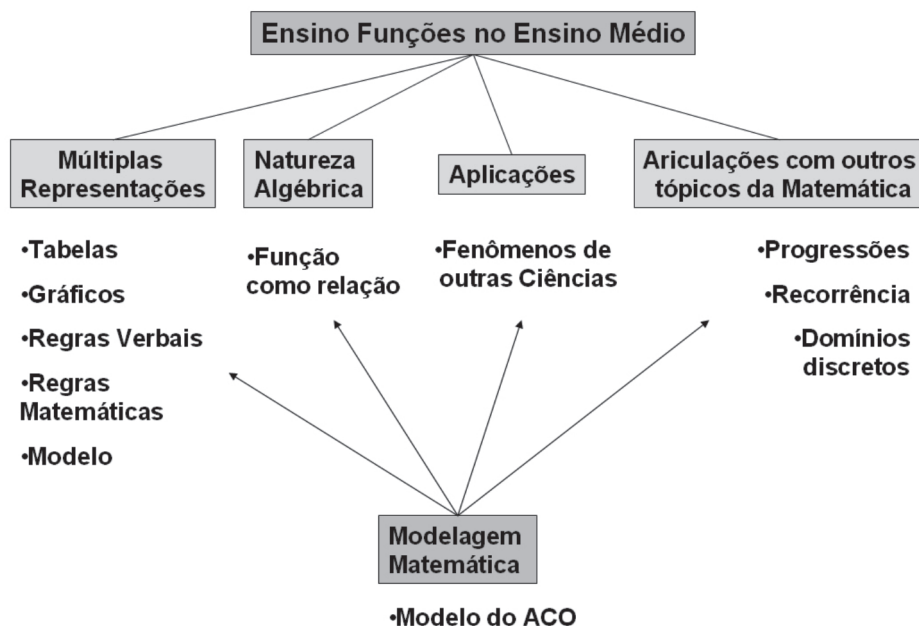 Ensino Funções no Ensino Médio
Múltiplas
Representações
•Tabelas
•Gráficos
•Regras Verbais
•Regras
Matemáticas
•Modelo
Natureza
Algébrica
•Função
como relação
Aplicações
•Fenômenos de
outras Ciências
Ariculações com outros
tópicos da Matemática
•Progressões
•Recorrência
•Domínios
discretos
Modelagem
Matemática
•Modelo do ACO